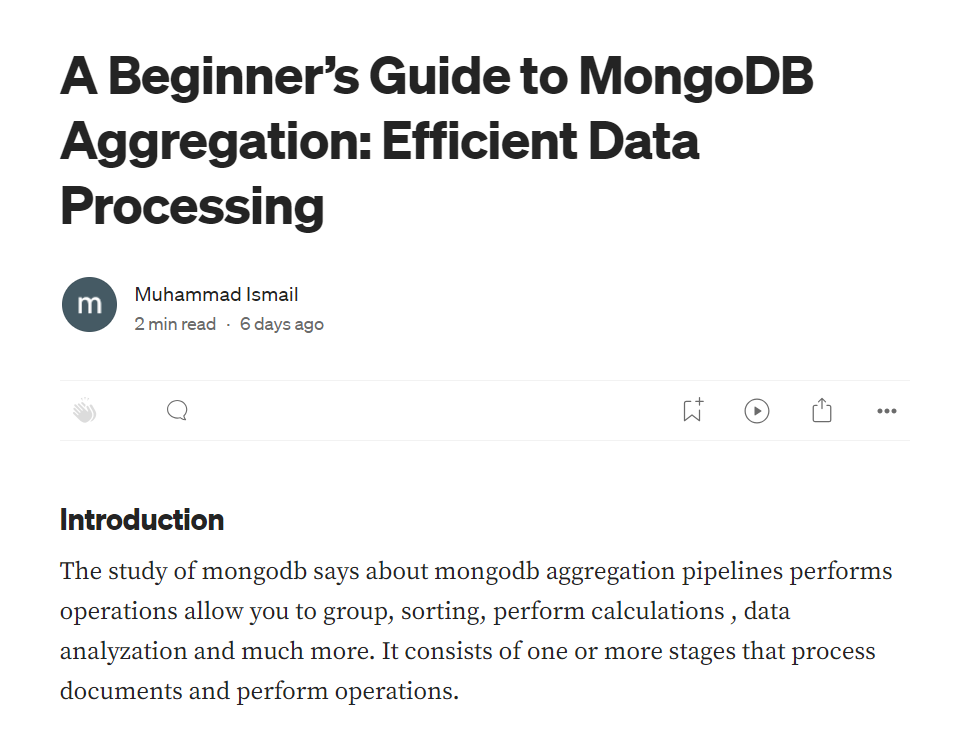 A Beginner’s Guide to MongoDB
Aggregation: Efficient Data
Processing
m
Muhammad Ismail
2 min read · 6 days ago
Introduction
The study of mongodb says about mongodb aggregation pipelines performs
operations allow you to group, sorting, perform calculations , data
analyzation and much more. It consists of one or more stages that process
documents and perform operations.